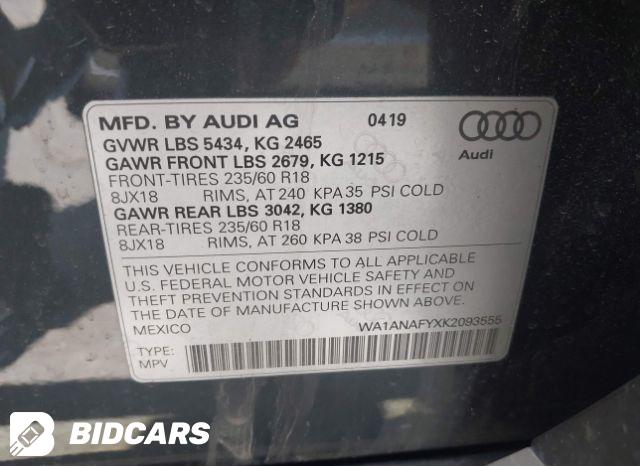 MFD. BY AUDI AG 0419
GVWR LBS 5434, KG 2465
GAWR FRONT LBS 2679, KG 1215
FRONT-TIRES 235/60 R18
8JX18 RIMS, AT 240 KPA 35 PSI COLD
GAWR REAR LBS 3042, KG 1380
REAR-TIRES 235/60 R18
8JX18 RIMS, AT 260 KPA 38 PSI COLD
Audi
THIS VEHICLE CONFORMS TO ALL APPLICABLE
U.S. FEDERAL MOTOR VEHICLE SAFETY AND
THEFT PREVENTION STANDARDS IN EFFECT ON
THE DATE OF MANUFACTURE SHOWN ABOVE.
MEXICO WA1ANAFYXK2093555
TYPE:
MPV
BIDCARS